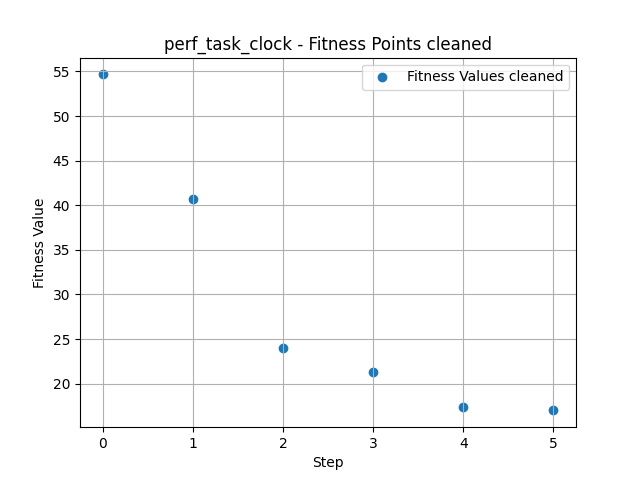 perf_task_clock - Fitness Points cleaned
Fitness Values cleaned
Fitness Value
55
50
45
40
35
30
25
20
0 1 2 3 4 5
Step